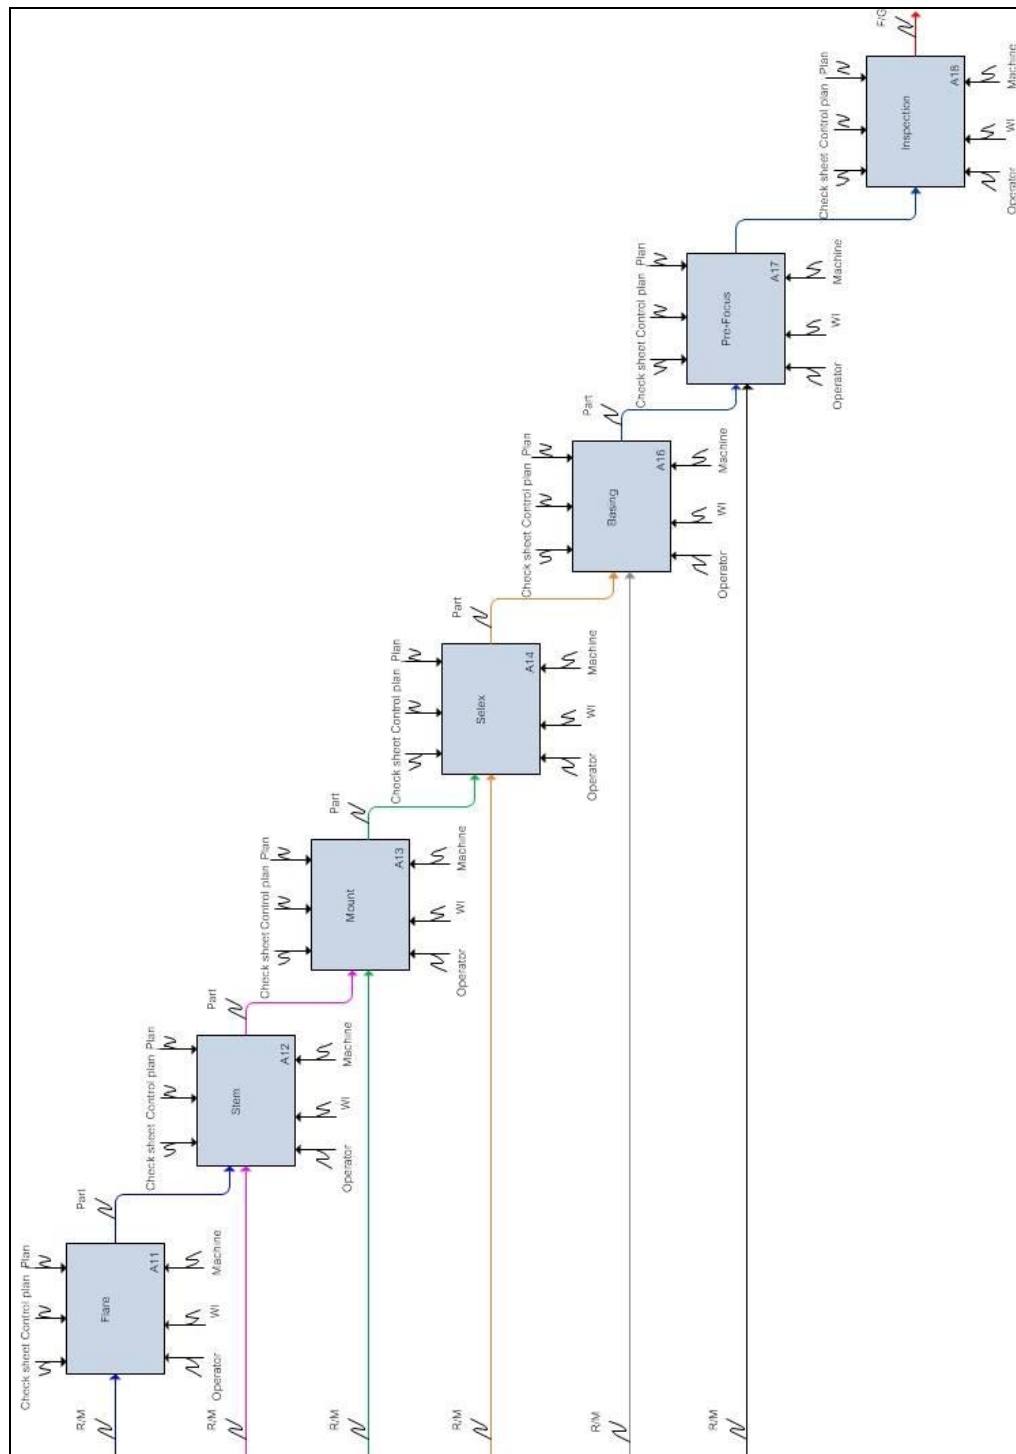 Check sheet Control plan Plan
R/M
Flare
A11
Part
Operator WI Machine
Check sheet Control plan Plan
R/M
Stem
A12
Part
Operator WI Machine
Check sheet Control plan Plan
R/M
Mount
A13
Part
Operator WI Machine
Check sheet Control plan Plan
R/M
Selex
A14
Part
Operator WI Machine
Check sheet Control plan Plan
R/M
Basing
A16
Part
Operator WI Machine
Check sheet Control plan Plan
R/M
Pre-Focus
A17
Operator WI Machine
Check sheet Control plan Plan
Inspection
A18
F/G
Operator WI Machine